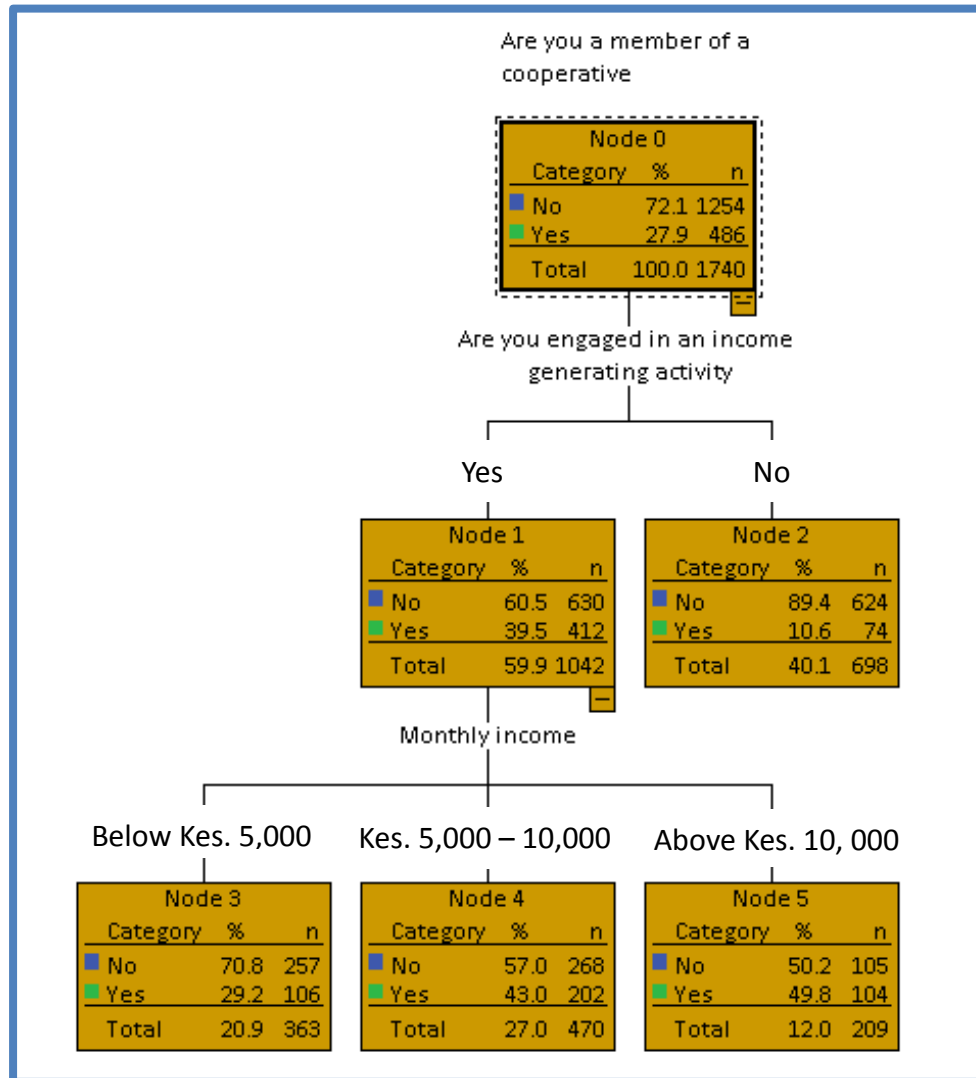 Are you a member of a
cooperative
Node 0
Category % n
No 72.1 1254
Yes 27.9 486
Total 100.0 1740
Are you engaged in an income
generating activity
Yes No
Node 1
Category % n
No 60.5 630
Yes 39.5 412
Total 59.9 1042
Node 2
Category % n
No 89.4 624
Yes 10.6 74
Total 40.1 698
Monthly income
Below Kes. 5,000 Kes. 5,000 – 10,000 Above Kes. 10, 000
Node 3
Category % n
No 70.8 257
Yes 29.2 106
Total 20.9 363
Node 4
Category % n
No 57.0 268
Yes 43.0 202
Total 27.0 470
Node 5
Category % n
No 50.2 105
Yes 49.8 104
Total 12.0 209